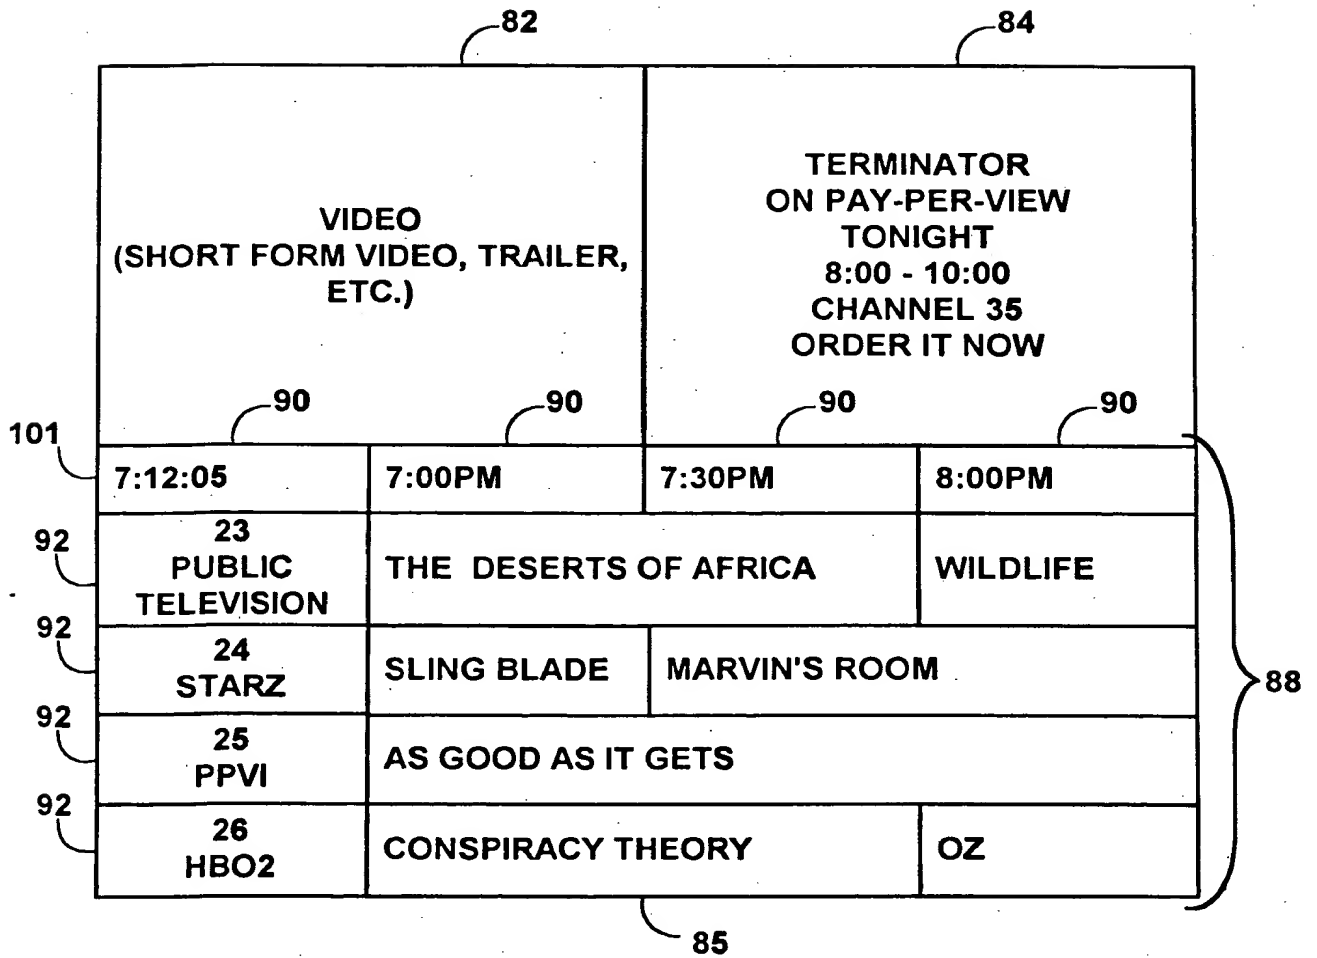 82
84
VIDEO
(SHORT FORM VIDEO, TRAILER,
ETC.)
TERMINATOR
ON PAY-PER-VIEW
TONIGHT
8:00 - 10:00
CHANNEL 35
ORDER IT NOW
90
90
90
90
101
7:12:05
7:00PM
7:30PM
8:00PM
92
23
PUBLIC
TELEVISION
THE DESERTS OF AFRICA
WILDLIFE
92
24
STARZ
SLING BLADE
MARVIN'S ROOM
88
92
25
PPVI
AS GOOD AS IT GETS
92
26
HBO2
CONSPIRACY THEORY
OZ
85